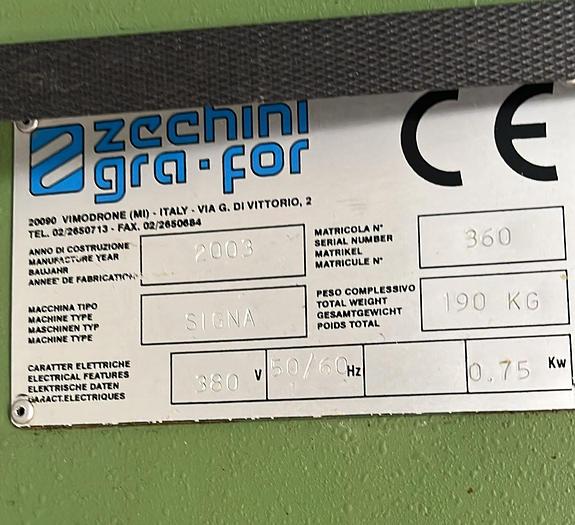 zechini
gra·for
CE
20090 VIMODRONE (MI) - ITALY - VIA G. DI VITTORIO, 2
TEL. 02/2650713 - FAX. 02/2650684
ANNO DI COSTRUZIONE
MANUFACTURE YEAR
BAUJAHR
ANNEE' DE FABRICATION
2003
MATRICOLA N°
SERIAL NUMBER
MATRIKEL
MATRICULE N°
360
MACCHINA TIPO
MACHINE TYPE
MASCHINEN TYP
MACHINE TYPE
SIGNA
PESO COMPLESSIVO
TOTAL WEIGHT
GESAMTGEWICHT
POIDS TOTAL
190 KG
CARATTER ELETTRICHE
ELECTRICAL FEATURES
ELEKTRISCHE DATEN
CARACT.ELECTRIQUES
380 V 50/60 Hz 0.75 Kw